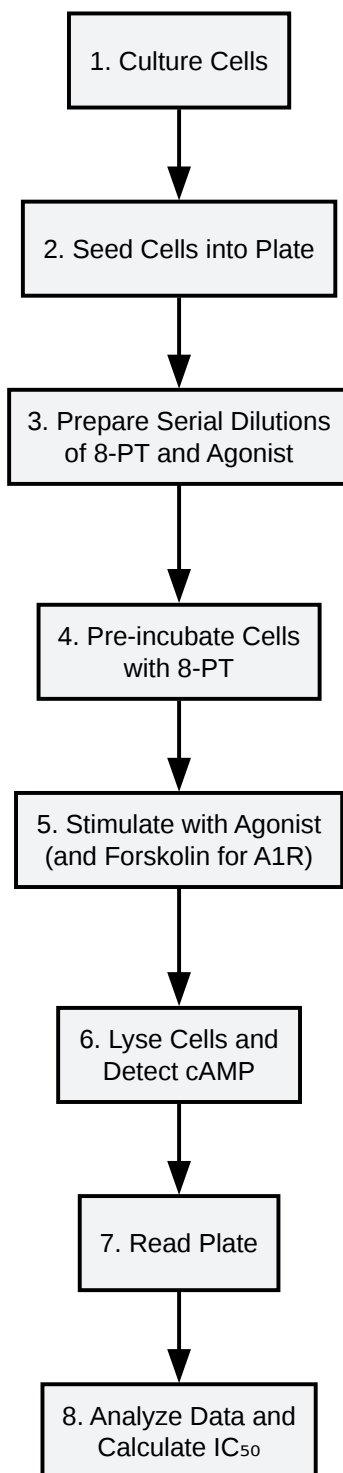 1. Culture Cells
2. Seed Cells into Plate
3. Prepare Serial Dilutions
of 8-PT and Agonist
4. Pre-incubate Cells
with 8-PT
5. Stimulate with Agonist
(and Forskolin for A1R)
6. Lyse Cells and
Detect cAMP
7. Read Plate
8. Analyze Data and
Calculate IC₅₀